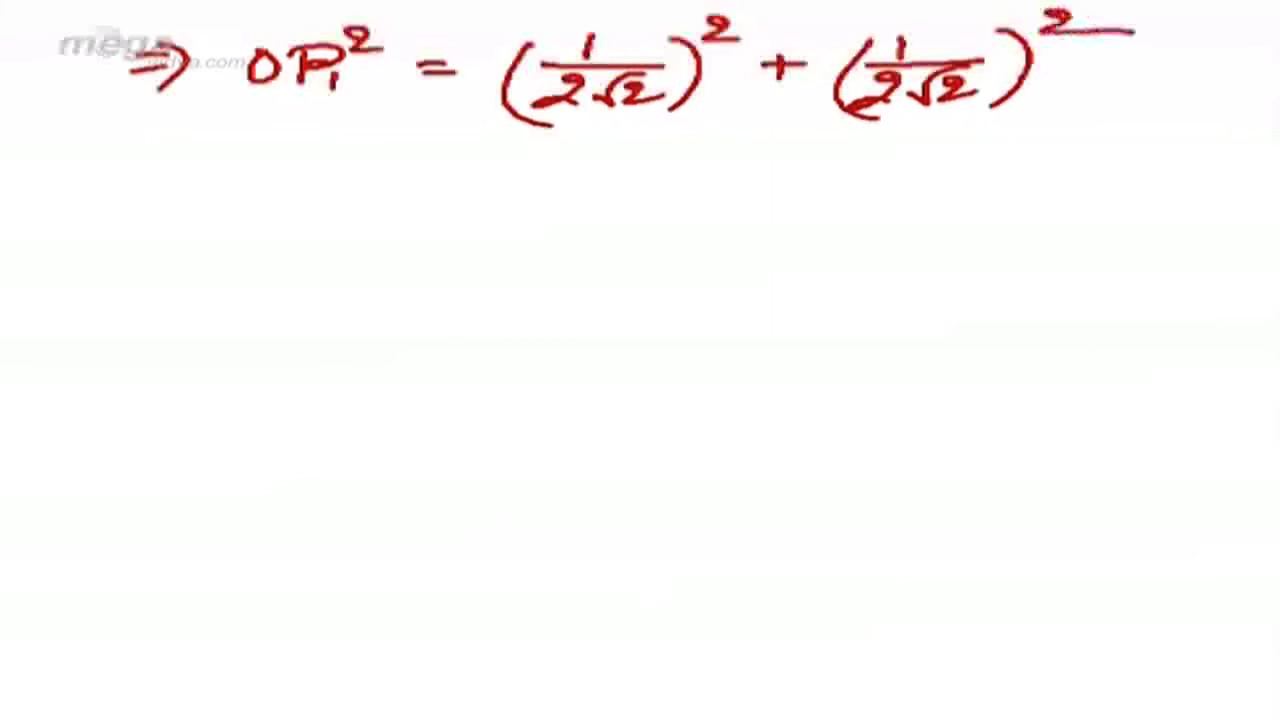 ⇒ OP₁² = (1/2√2)² + (1/2√2)²